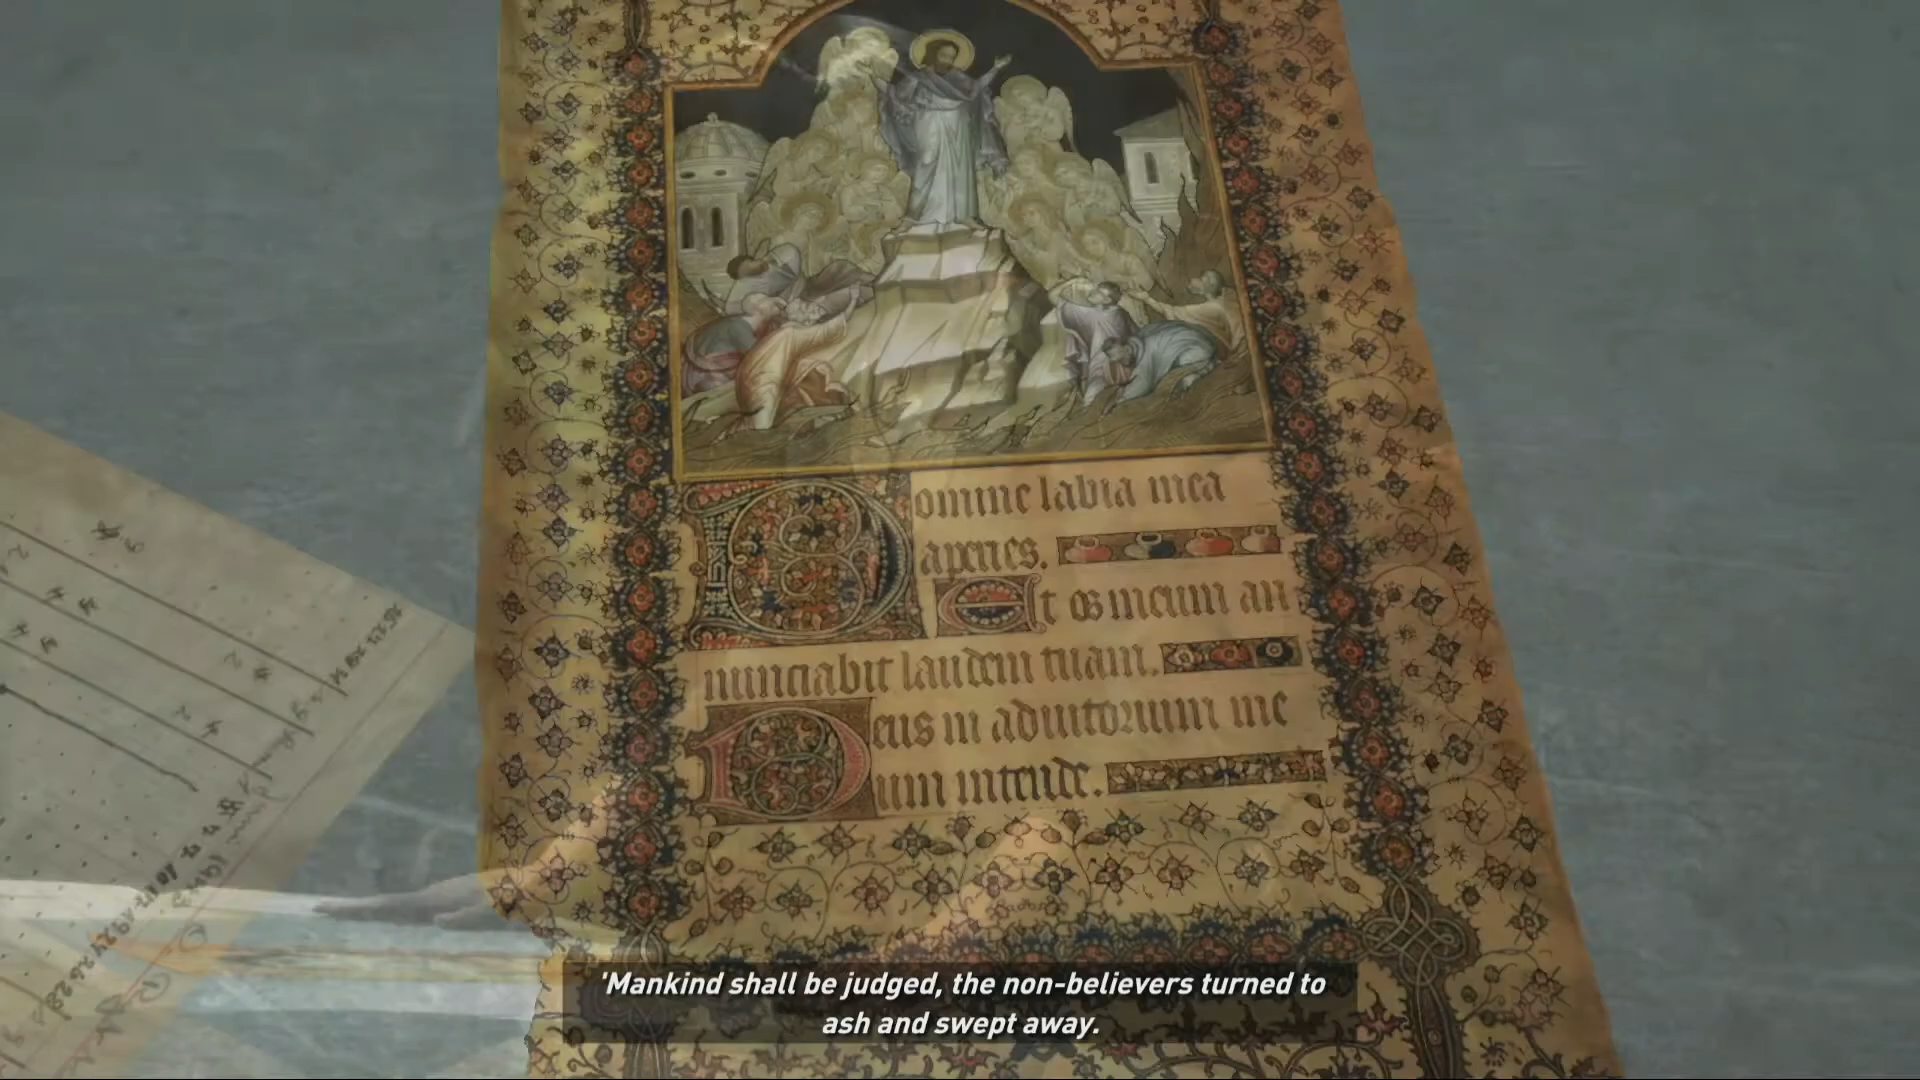 Domine labia mea
aperies.
Et os meum an
nunciabit laudem tuam.
Deus in adiutorium me
um intende.
'Mankind shall be judged, the non-believers turned to
ash and swept away.